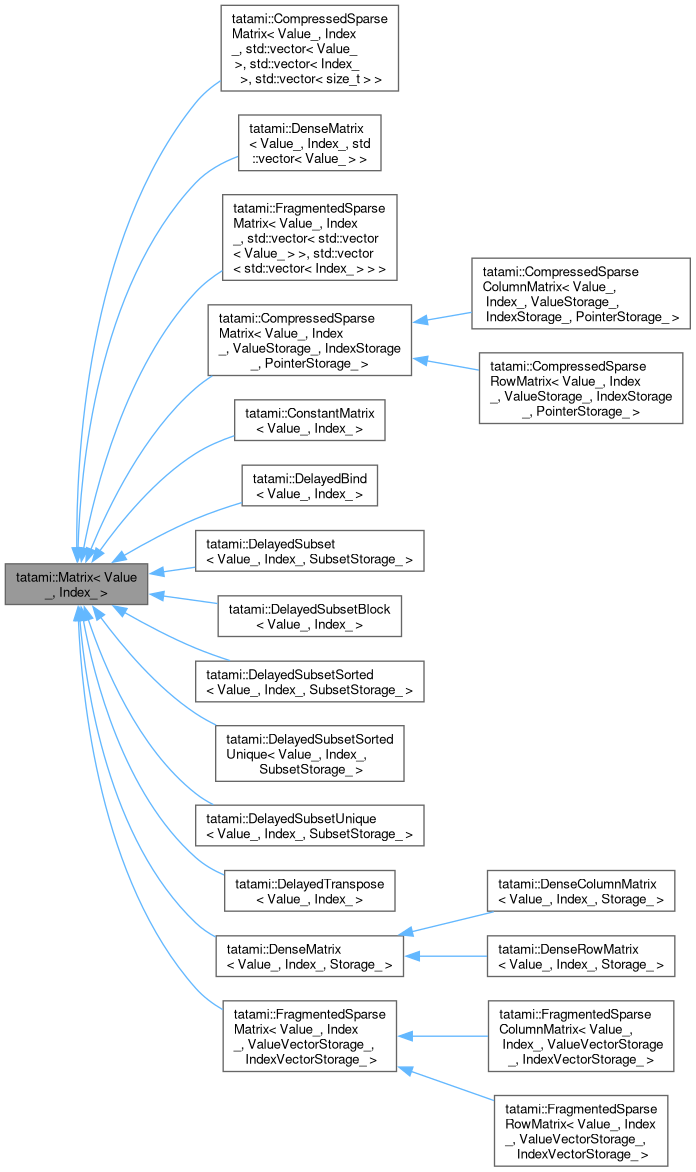 tatami::CompressedSparse
Matrix< Value_, Index
_, std::vector< Value_
>, std::vector< Index_
>, std::vector< size_t > >
tatami::DenseMatrix
< Value_, Index_, std
::vector< Value_ > >
tatami::FragmentedSparse
Matrix< Value_, Index
_, std::vector< std::vector
< Value_ > >, std::vector
< std::vector< Index_ > > >
tatami::CompressedSparse
Matrix< Value_, Index
_, ValueStorage_, IndexStorage
_, PointerStorage_ >
tatami::CompressedSparse
ColumnMatrix< Value_,
Index_, ValueStorage_,
IndexStorage_, PointerStorage_ >
tatami::CompressedSparse
RowMatrix< Value_, Index
_, ValueStorage_, IndexStorage
_, PointerStorage_ >
tatami::ConstantMatrix
< Value_, Index_ >
tatami::DelayedBind
< Value_, Index_ >
tatami::DelayedSubset
< Value_, Index_, SubsetStorage_ >
tatami::Matrix< Value
_, Index_ >
tatami::DelayedSubsetBlock
< Value_, Index_ >
tatami::DelayedSubsetSorted
< Value_, Index_, SubsetStorage_ >
tatami::DelayedSubsetSorted
Unique< Value_, Index_,
SubsetStorage_ >
tatami::DelayedSubsetUnique
< Value_, Index_, SubsetStorage_ >
tatami::DelayedTranspose
< Value_, Index_ >
tatami::DenseMatrix
< Value_, Index_, Storage_ >
tatami::DenseColumnMatrix
< Value_, Index_, Storage_ >
tatami::DenseRowMatrix
< Value_, Index_, Storage_ >
tatami::FragmentedSparse
Matrix< Value_, Index
_, ValueVectorStorage_,
IndexVectorStorage_ >
tatami::FragmentedSparse
ColumnMatrix< Value_,
Index_, ValueVectorStorage
_, IndexVectorStorage_ >
tatami::FragmentedSparse
RowMatrix< Value_, Index
_, ValueVectorStorage_,
IndexVectorStorage_ >